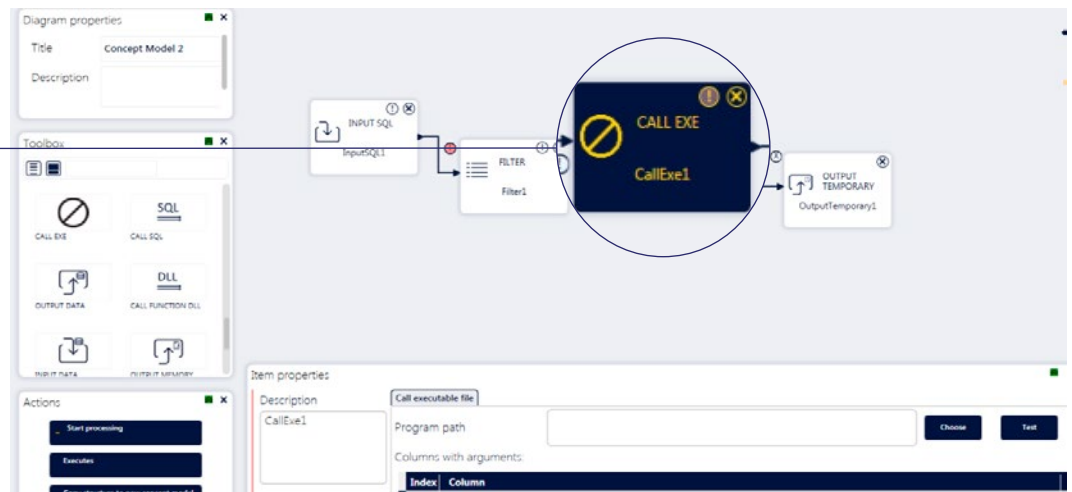 Diagram properties
Title
Concept Model 2
Description
Toolbox
CALL EXE
SQL
CALL SQL
OUTPUT DATA
DLL
CALL FUNCTION DLL
INPUT DATA
OUTPUT MEMORY
Actions
Start processing
Executes
INPUT SQL
InputSQL1
FILTER
Filter1
CALL EXE
CallExe1
OUTPUT
TEMPORARY
OutputTemporary1
Item properties
Description
CallExe1
Call executable file
Program path
Choose
Test
Columns with arguments:
Index Column